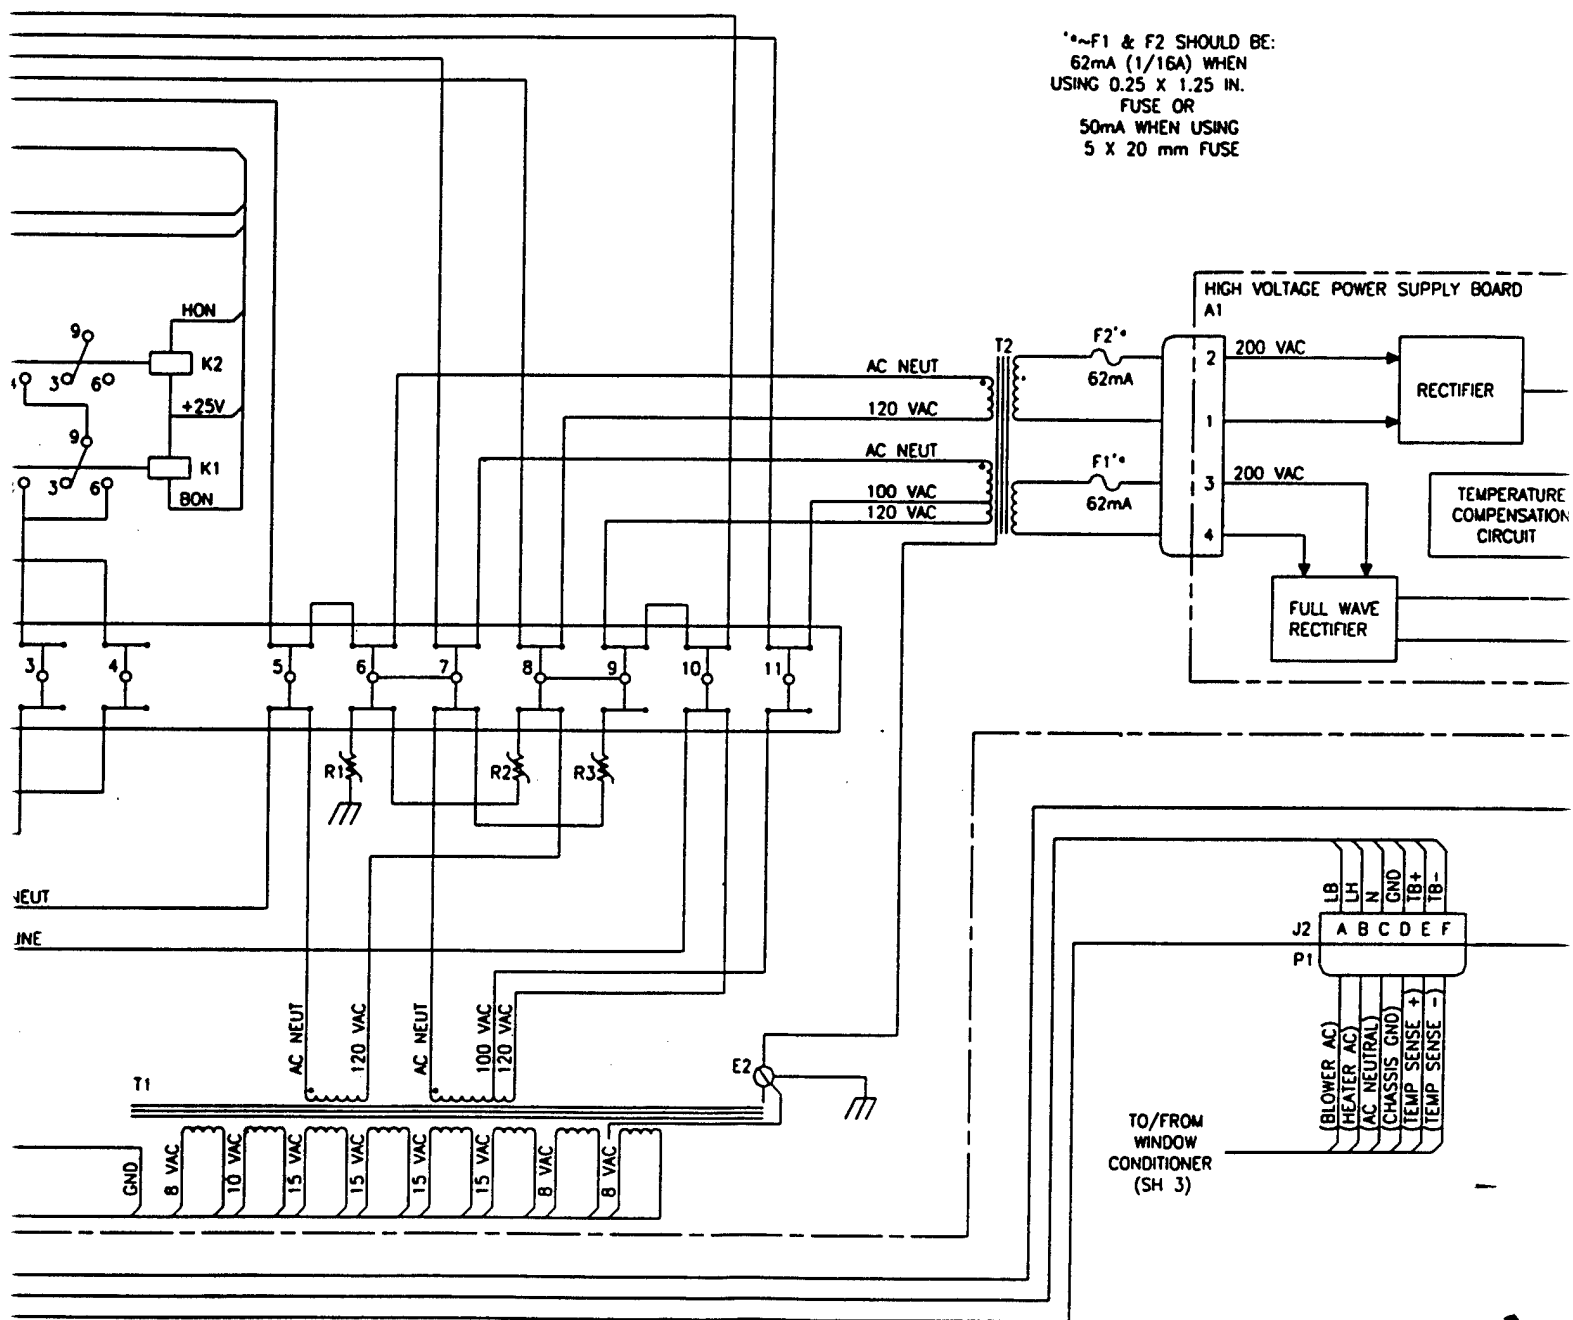 '*~F1 & F2 SHOULD BE:
62mA (1/16A) WHEN
USING 0.25 X 1.25 IN.
FUSE OR
50mA WHEN USING
5 X 20 mm FUSE
HIGH VOLTAGE POWER SUPPLY BOARD
A1
HON
9
K2
3
6
+25V
9
K1
3
6
BON
AC NEUT
120 VAC
AC NEUT
100 VAC
120 VAC
T2
F2'*
62mA
F1'*
62mA
2
200 VAC
1
3
200 VAC
4
RECTIFIER
TEMPERATURE
COMPENSATION
CIRCUIT
FULL WAVE
RECTIFIER
3
4
5
6
7
8
9
10
11
R1
R2
R3
NEUT
INE
AC NEUT
120 VAC
AC NEUT
100 VAC
120 VAC
T1
E2
GND
8 VAC
10 VAC
15 VAC
15 VAC
15 VAC
15 VAC
8 VAC
8 VAC
LB
LH
N
GND
TB+
TB-
J2
A B C D E F
P1
(BLOWER AC)
(HEATER AC)
(AC NEUTRAL)
(CHASSIS GND)
(TEMP SENSE +)
(TEMP SENSE -)
TO/FROM
WINDOW
CONDITIONER
(SH 3)